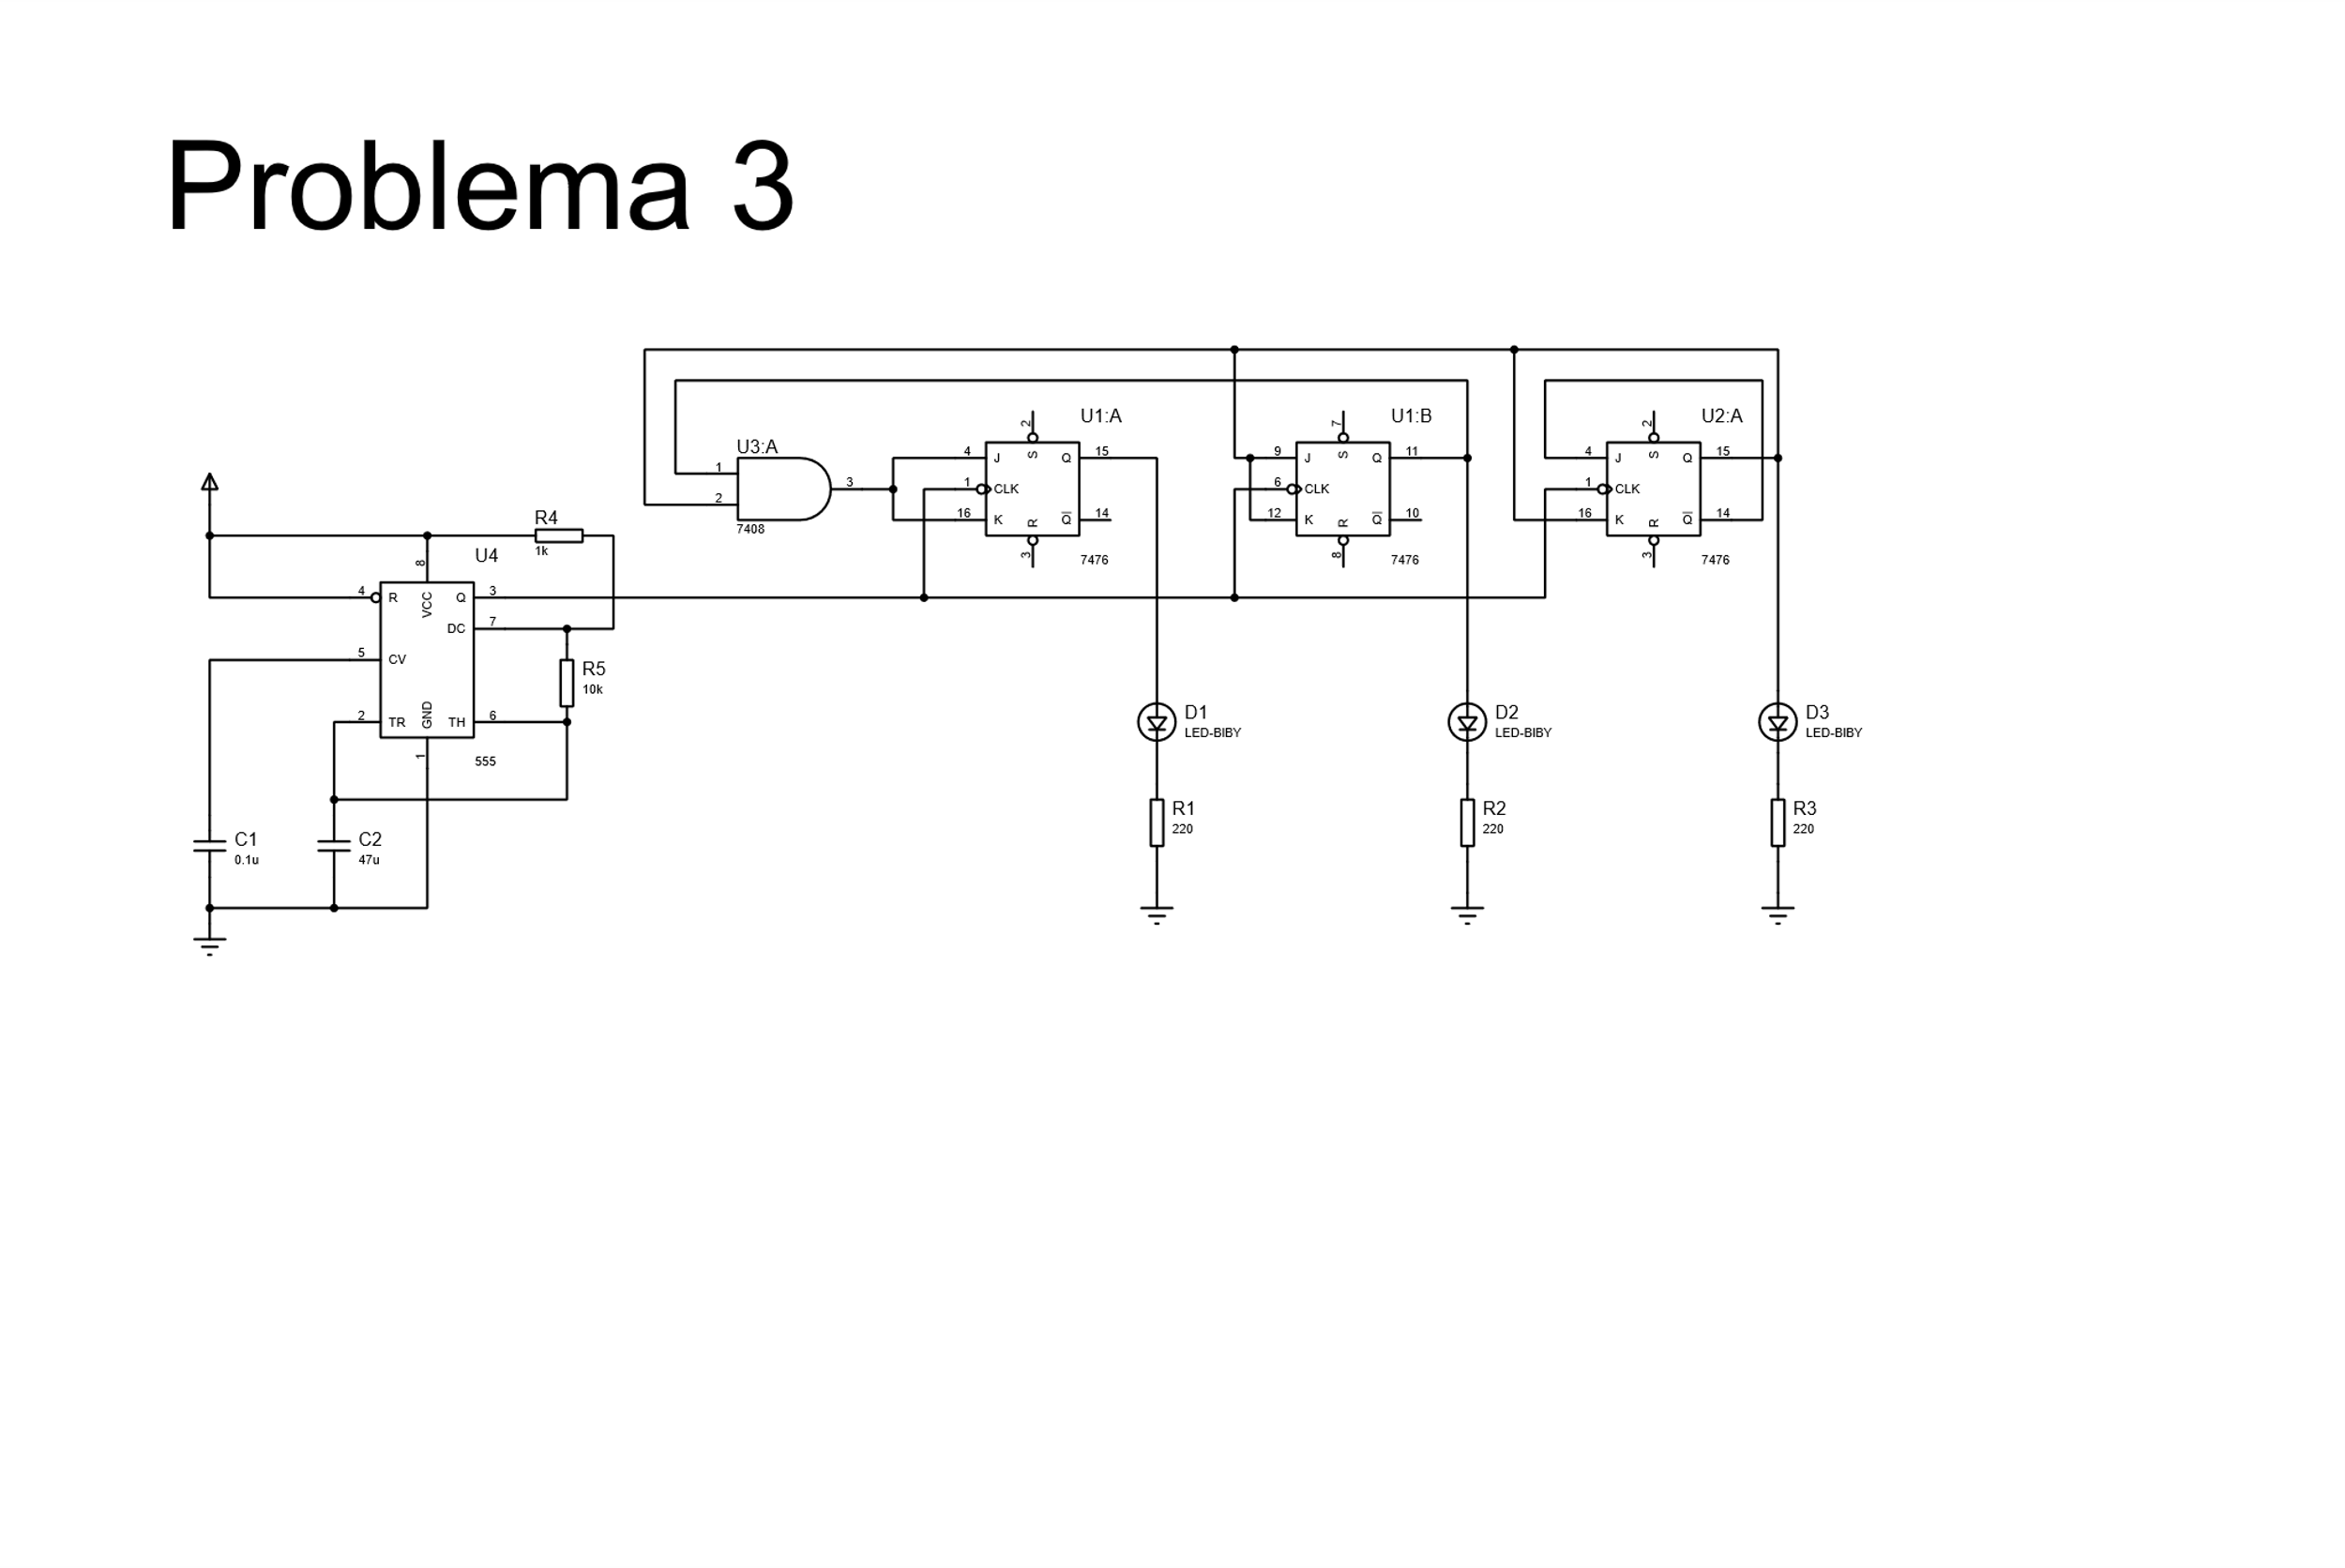 Problema 3
U1:A
U1:B
U2:A
U3:A
1
2
3
7408
2
4
J
S
Q
15
1
CLK
16
K
R
Q
14
3
7476
7
9
J
S
Q
11
6
CLK
12
K
R
Q
10
8
7476
2
4
J
S
Q
15
1
CLK
16
K
R
Q
14
3
7476
R4
1k
U4
8
4
R
VCC
Q
3
DC
7
5
CV
R5
10k
2
TR
GND
TH
6
1
555
C1
0.1u
C2
47u
D1
LED-BIBY
D2
LED-BIBY
D3
LED-BIBY
R1
220
R2
220
R3
220